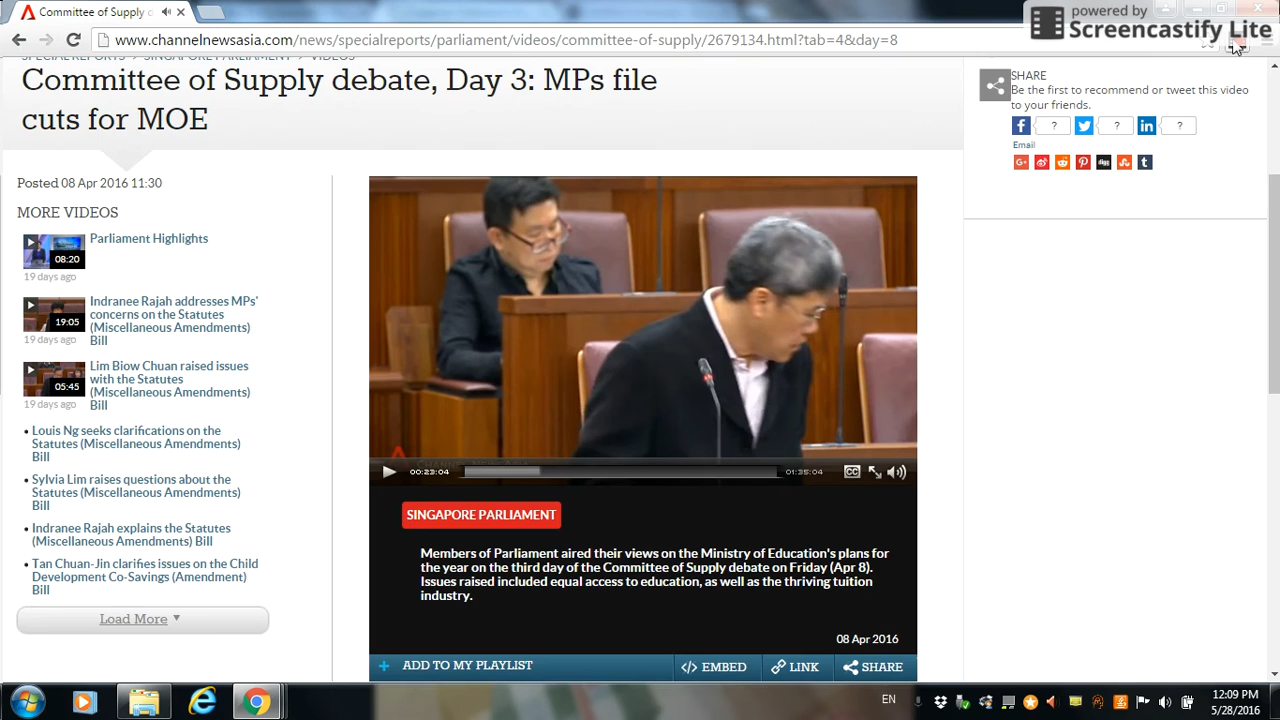 Committee of Supply d
powered by
Screencastify Lite
www.channelnewsasia.com/news/specialreports/parliament/videos/committee-of-supply/2679134.html?tab=4&day=8
SPECIAL REPORTS SINGAPORE PARLIAMENT VIDEOS
Committee of Supply debate, Day 3: MPs file
cuts for MOE
SHARE
Be the first to recommend or tweet this video
to your friends.
? ? ?
Email
G+ digg
Posted 08 Apr 2016 11:30
MORE VIDEOS
Parliament Highlights
08:20
19 days ago
Indranee Rajah addresses MPs'
concerns on the Statutes
(Miscellaneous Amendments)
Bill
19:05
19 days ago
Lim Biow Chuan raised issues
with the Statutes
(Miscellaneous Amendments)
Bill
05:45
19 days ago
Louis Ng seeks clarifications on the
Statutes (Miscellaneous Amendments)
Bill
Sylvia Lim raises questions about the
Statutes (Miscellaneous Amendments)
Bill
Indranee Rajah explains the Statutes
(Miscellaneous Amendments) Bill
Tan Chuan-Jin clarifies issues on the Child
Development Co-Savings (Amendment)
Bill
Load More
00:23:04 01:35:04 CC
SINGAPORE PARLIAMENT
Members of Parliament aired their views on the Ministry of Education's plans for
the year on the third day of the Committee of Supply debate on Friday (Apr 8).
Issues raised included equal access to education, as well as the thriving tuition
industry.
08 Apr 2016
+ ADD TO MY PLAYLIST </> EMBED LINK SHARE
EN
12:09 PM
5/28/2016